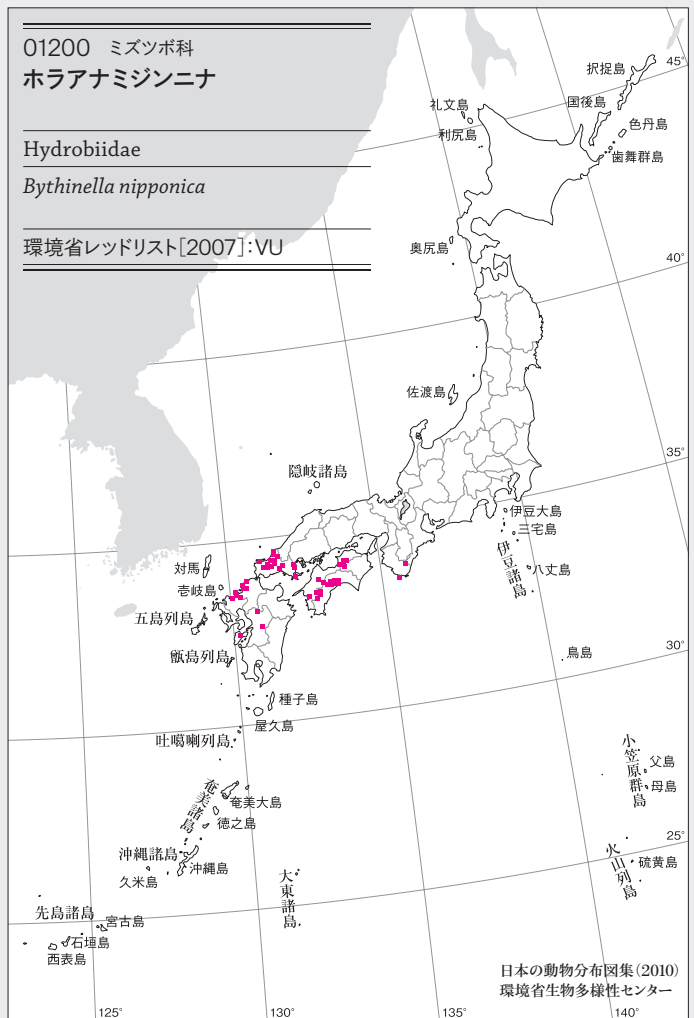 01200 ミズツボ科
ホラアナミジンニナ
Hydrobiidae
Bythinella nipponica
環境省レッドリスト[2007]:VU
45°
択捉島
礼文島
国後島
色丹島
利尻島
歯舞群島
奥尻島
40°
佐渡島
35°
隠岐諸島
伊豆大島
三宅島
伊豆諸島
八丈島
対馬
壱岐島
五島列島
甑島列島
鳥島
30°
種子島
屋久島
吐噶喇列島
小笠原群島
父島
母島
奄美諸島
奄美大島
徳之島
25°
沖縄諸島
沖縄島
久米島
火山列島
硫黄島
大東諸島
先島諸島
宮古島
石垣島
西表島
日本の動物分布図集(2010)
環境省生物多様性センター
125°
130°
135°
140°